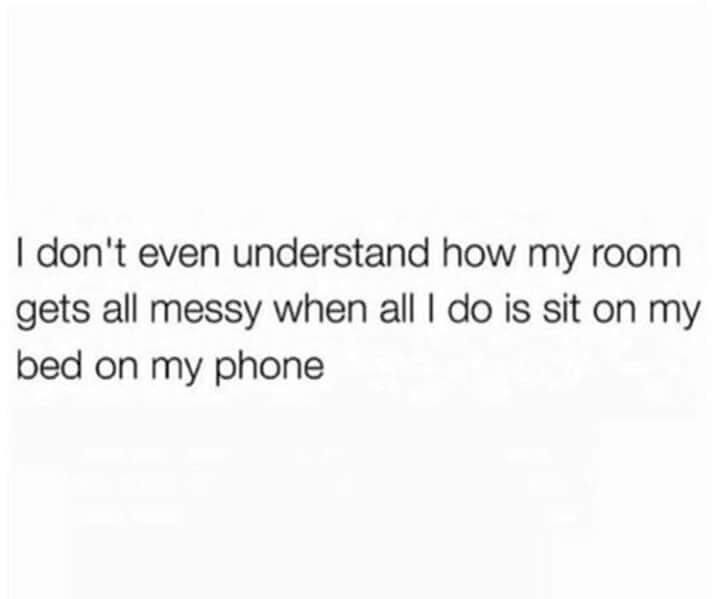 I don't even understand how my room
gets all messy when all I do is sit on my
bed on my phone